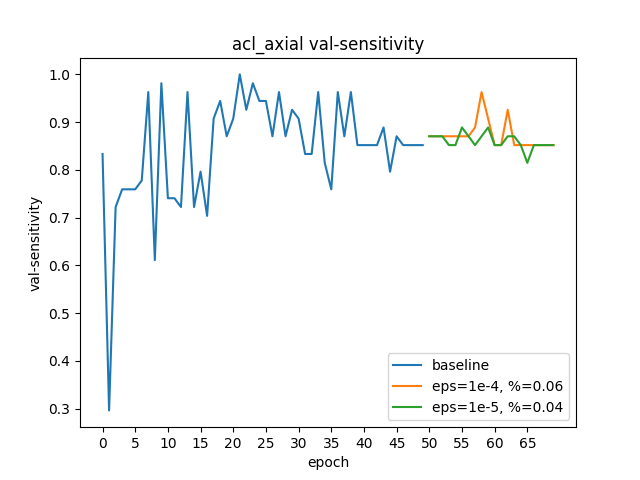 acl_axial val-sensitivity
val-sensitivity
1.0
0.9
0.8
0.7
0.6
0.5
0.4
0.3
baseline
eps=1e-4, %=0.06
eps=1e-5, %=0.04
0 5 10 15 20 25 30 35 40 45 50 55 60 65
epoch